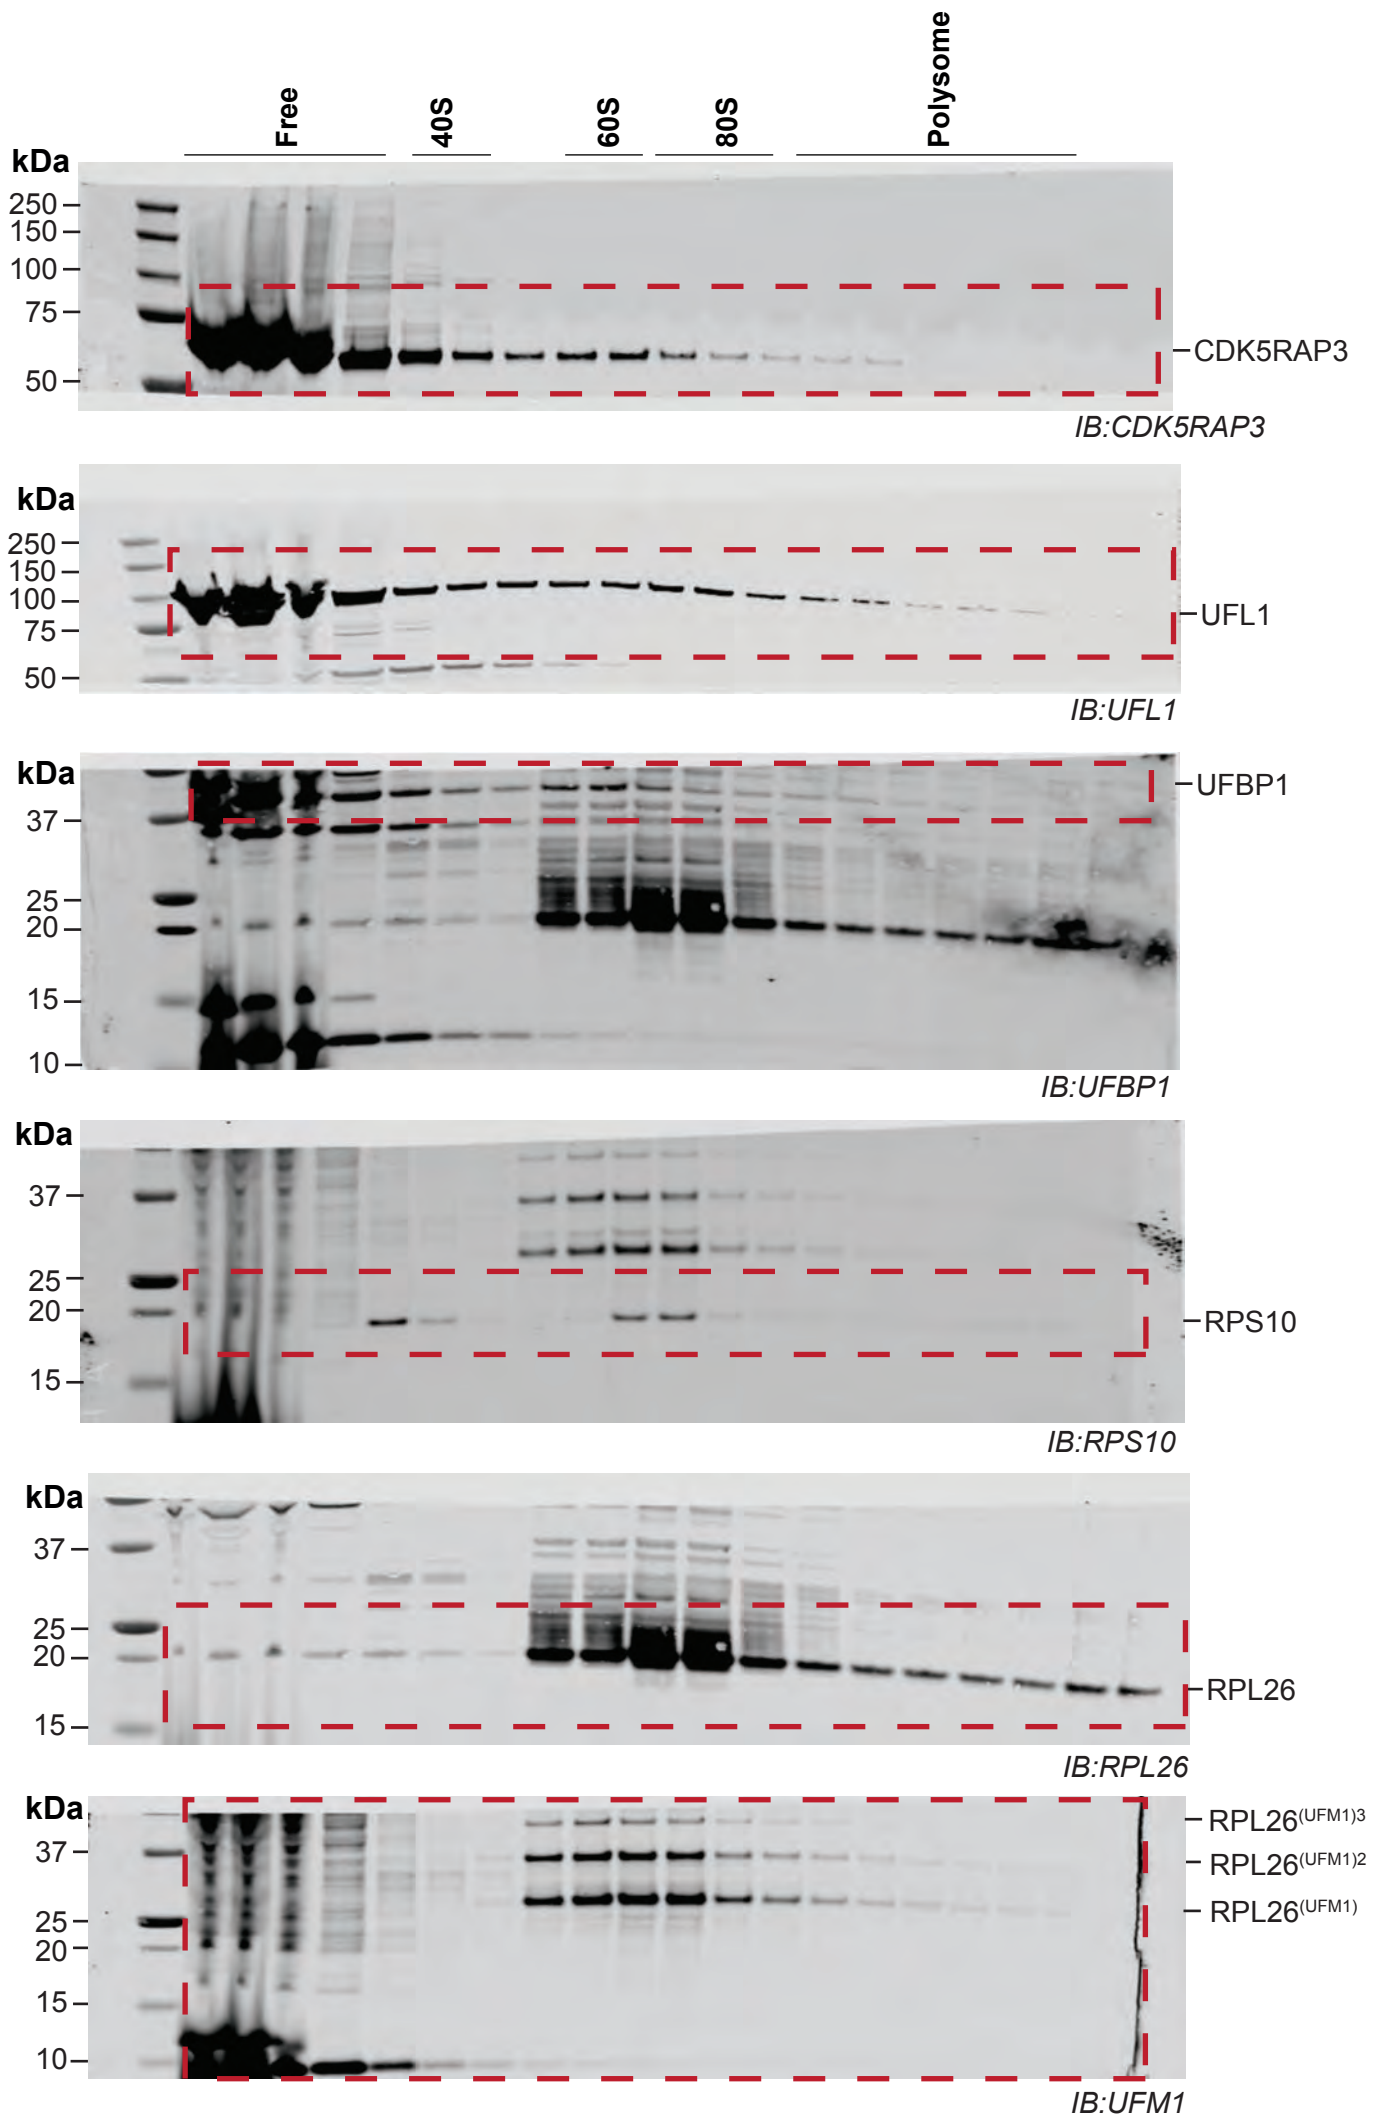 Free 40S 60S 80S Polysome
kDa
250
150
100
75
50
CDK5RAP3
IB:CDK5RAP3
kDa
250
150
100
75
50
UFL1
IB:UFL1
kDa
37
25
20
15
10
UFBP1
IB:UFBP1
kDa
37
25
20
15
RPS10
IB:RPS10
kDa
37
25
20
15
RPL26
IB:RPL26
kDa
37
25
20
15
10
RPL26(UFM1)3
RPL26(UFM1)2
RPL26(UFM1)
IB:UFM1